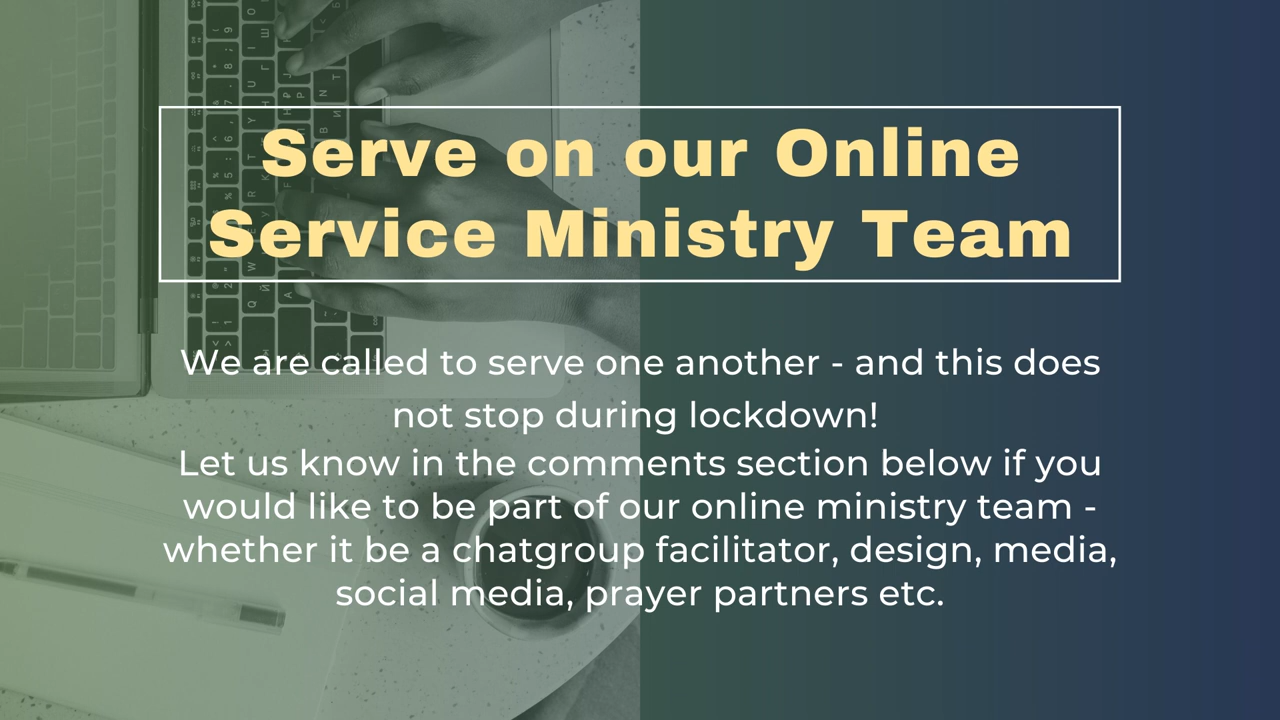 Serve on our Online
Service Ministry Team
We are called to serve one another - and this does
not stop during lockdown!
Let us know in the comments section below if you
would like to be part of our online ministry team -
whether it be a chatgroup facilitator, design, media,
social media, prayer partners etc.